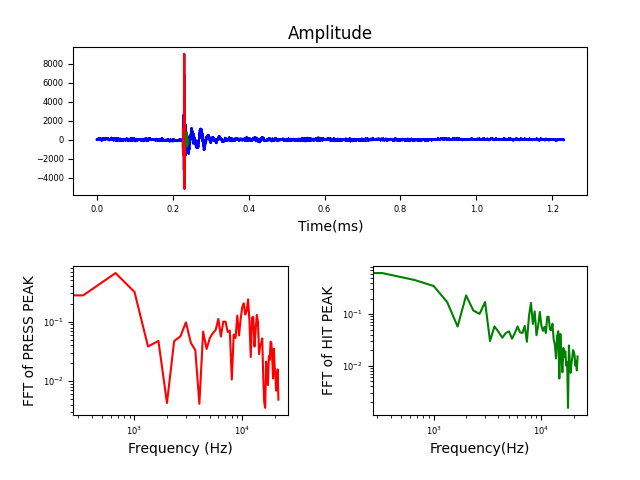 Amplitude
8000
6000
4000
2000
0
−2000
−4000
0.0 0.2 0.4 0.6 0.8 1.0 1.2
Time(ms)
FFT of PRESS PEAK
10⁻¹
10⁻²
10³ 10⁴
Frequency (Hz)
FFT of HIT PEAK
10⁻¹
10⁻²
10³ 10⁴
Frequency(Hz)